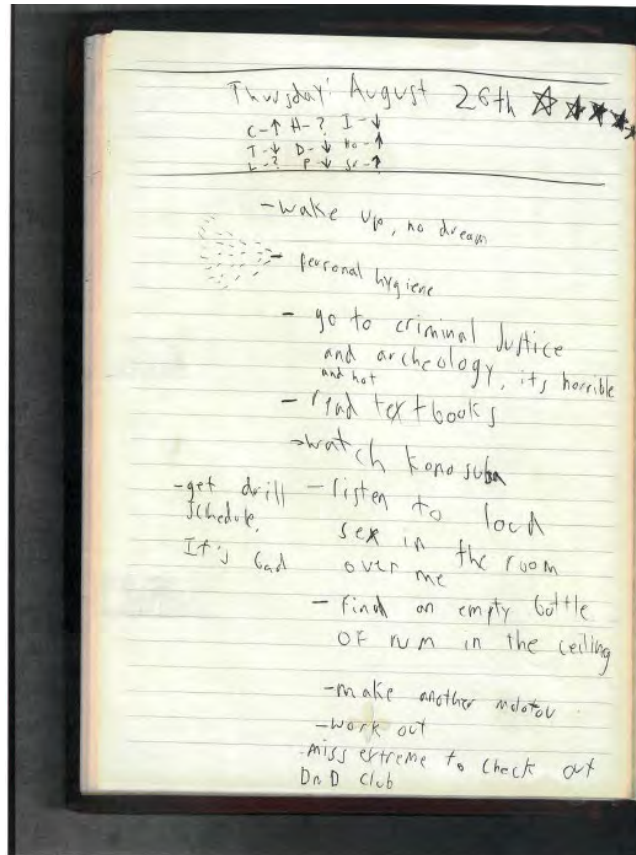 Thursday: August 26th
C-↑ H-? I-↓
T-↓ D-↓ Ho-↑
L-? P-↓ Sr-↑
-wake up, no dream
- personal hygiene
- go to criminal Justice
and archeology, its horrible
and hot
- read textbooks
-watch konosuba
-get drill
schedule,
It's bad
-listen to loud
sex in the room
over me
- find an empty bottle
OF rum in the ceiling
-make another molotov
-work out
-miss extreme to check out
DnD club